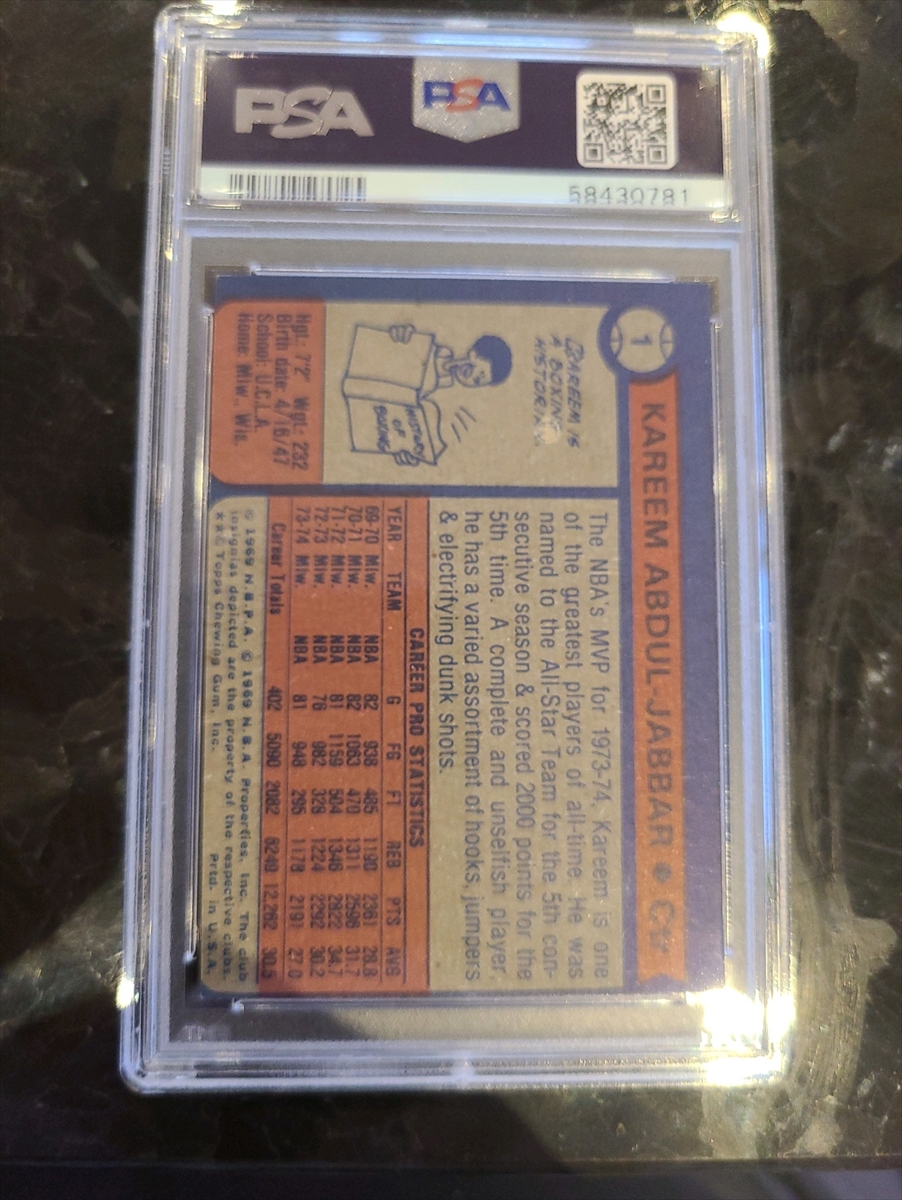 PSA
PSA
58430781
1
KAREEM ABDUL-JABBAR • Ctr.
KAREEM IS
A BOXING
HISTORIAN
HISTORY
OF
BOXING
Hgt.: 7'2" Wgt.: 232
Birth date: 4/16/47
School: U.C.L.A.
Home: Milw., Wis.
The NBA's MVP for 1973-74, Kareem is one
of the greatest players of all-time. He was
named to the All-Star Team for the 5th con-
secutive season & scored 2000 points for the
5th time. A complete and unselfish player,
he has a varied assortment of hooks, jumpers
& electrifying dunk shots.
CAREER PRO STATISTICS
YEAR TEAM G FG FT REB PTS AVG
69-70 Milw. NBA 82 938 485 1190 2361 28.8
70-71 Milw. NBA 82 1063 470 1311 2596 31.7
71-72 Milw. NBA 81 1159 504 1346 2822 34.7
72-73 Milw. NBA 76 982 328 1224 2292 30.2
73-74 Milw. NBA 81 948 295 1178 2191 27.0
Career Totals 402 5090 2082 6249 12,262 30.5
© 1969 N.B.P.A. © 1969 N.B.A. Properties, Inc. The club
insignias depicted are the property of the respective clubs.
★★© Topps Chewing Gum, Inc. Prtd. in U.S.A.